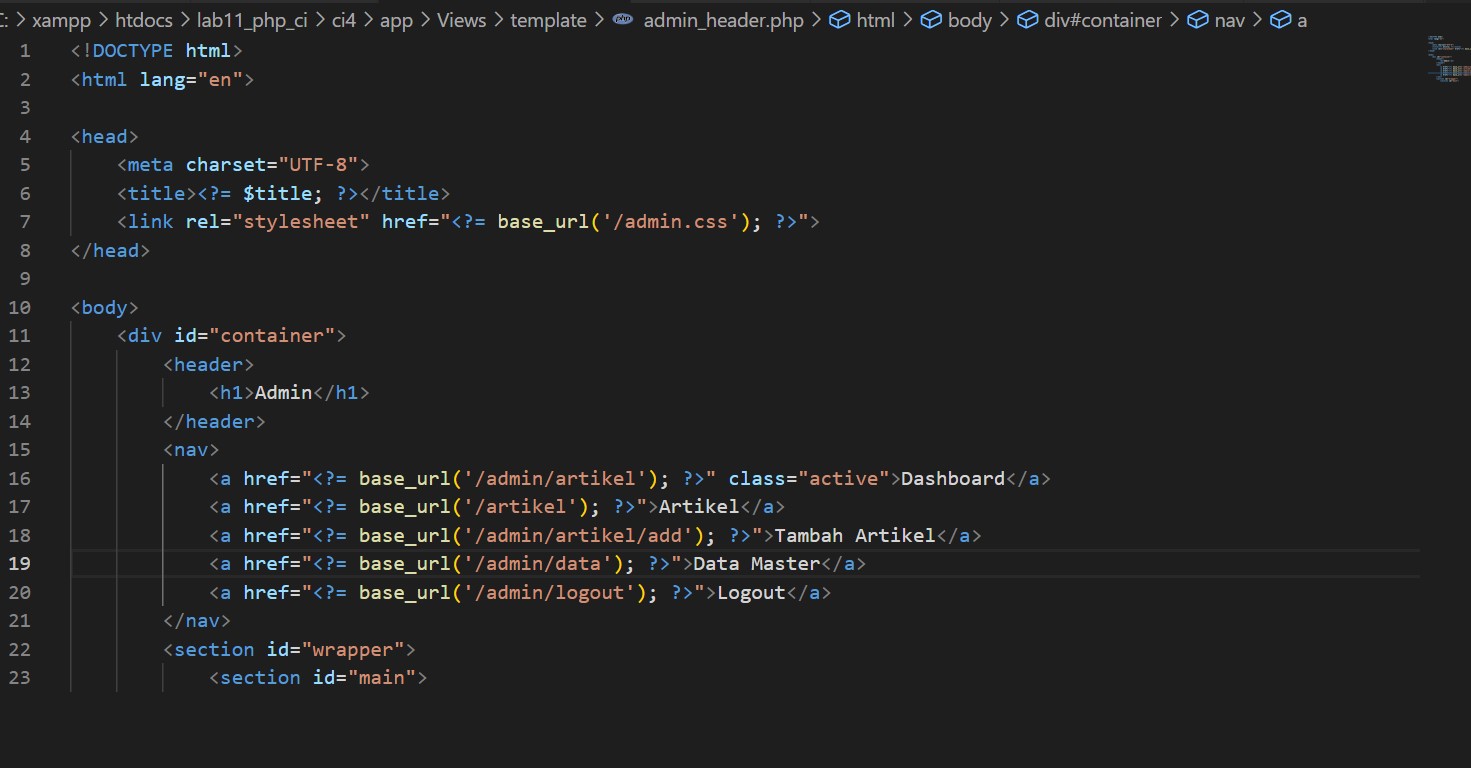 xampp > htdocs > lab11_php_ci > ci4 > app > Views > template > php admin_header.php > html > body > div#container > nav > a
1 <!DOCTYPE html>
2 <html lang="en">
3
4 <head>
5     <meta charset="UTF-8">
6     <title><?= $title; ?></title>
7     <link rel="stylesheet" href="<?= base_url('/admin.css'); ?>">
8 </head>
9
10 <body>
11     <div id="container">
12         <header>
13             <h1>Admin</h1>
14         </header>
15         <nav>
16             <a href="<?= base_url('/admin/artikel'); ?>" class="active">Dashboard</a>
17             <a href="<?= base_url('/artikel'); ?>">Artikel</a>
18             <a href="<?= base_url('/admin/artikel/add'); ?>">Tambah Artikel</a>
19             <a href="<?= base_url('/admin/data'); ?>">Data Master</a>
20             <a href="<?= base_url('/admin/logout'); ?>">Logout</a>
21         </nav>
22         <section id="wrapper">
23             <section id="main">